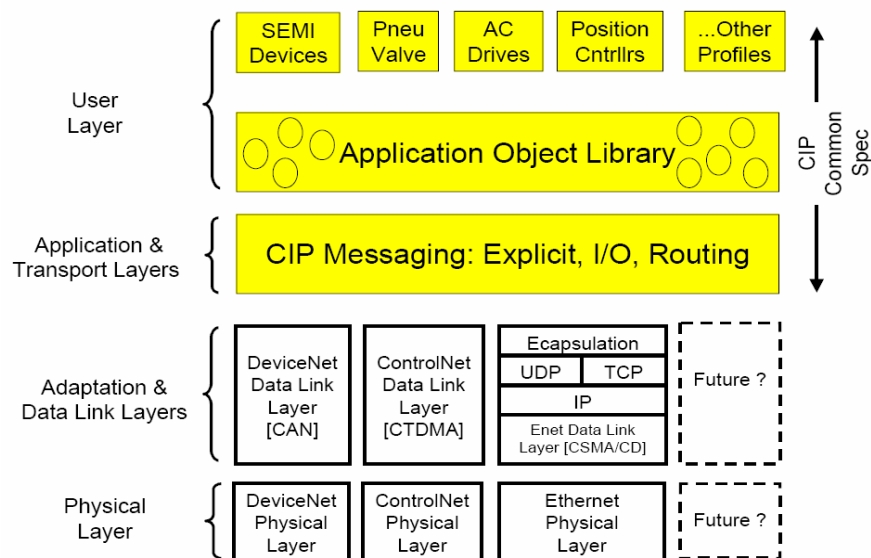 SEMI
Devices
Pneu
Valve
AC
Drives
Position
Cntrllrs
...Other
Profiles
User
Layer
Application Object Library
CIP
Common
Spec
Application &
Transport Layers
CIP Messaging: Explicit, I/O, Routing
Adaptation &
Data Link Layers
DeviceNet
Data Link
Layer
[CAN]
ControlNet
Data Link
Layer
[CTDMA]
Ecapsulation
UDP
TCP
IP
Enet Data Link
Layer [CSMA/CD]
Future ?
Physical
Layer
DeviceNet
Physical
Layer
ControlNet
Physical
Layer
Ethernet
Physical
Layer
Future ?